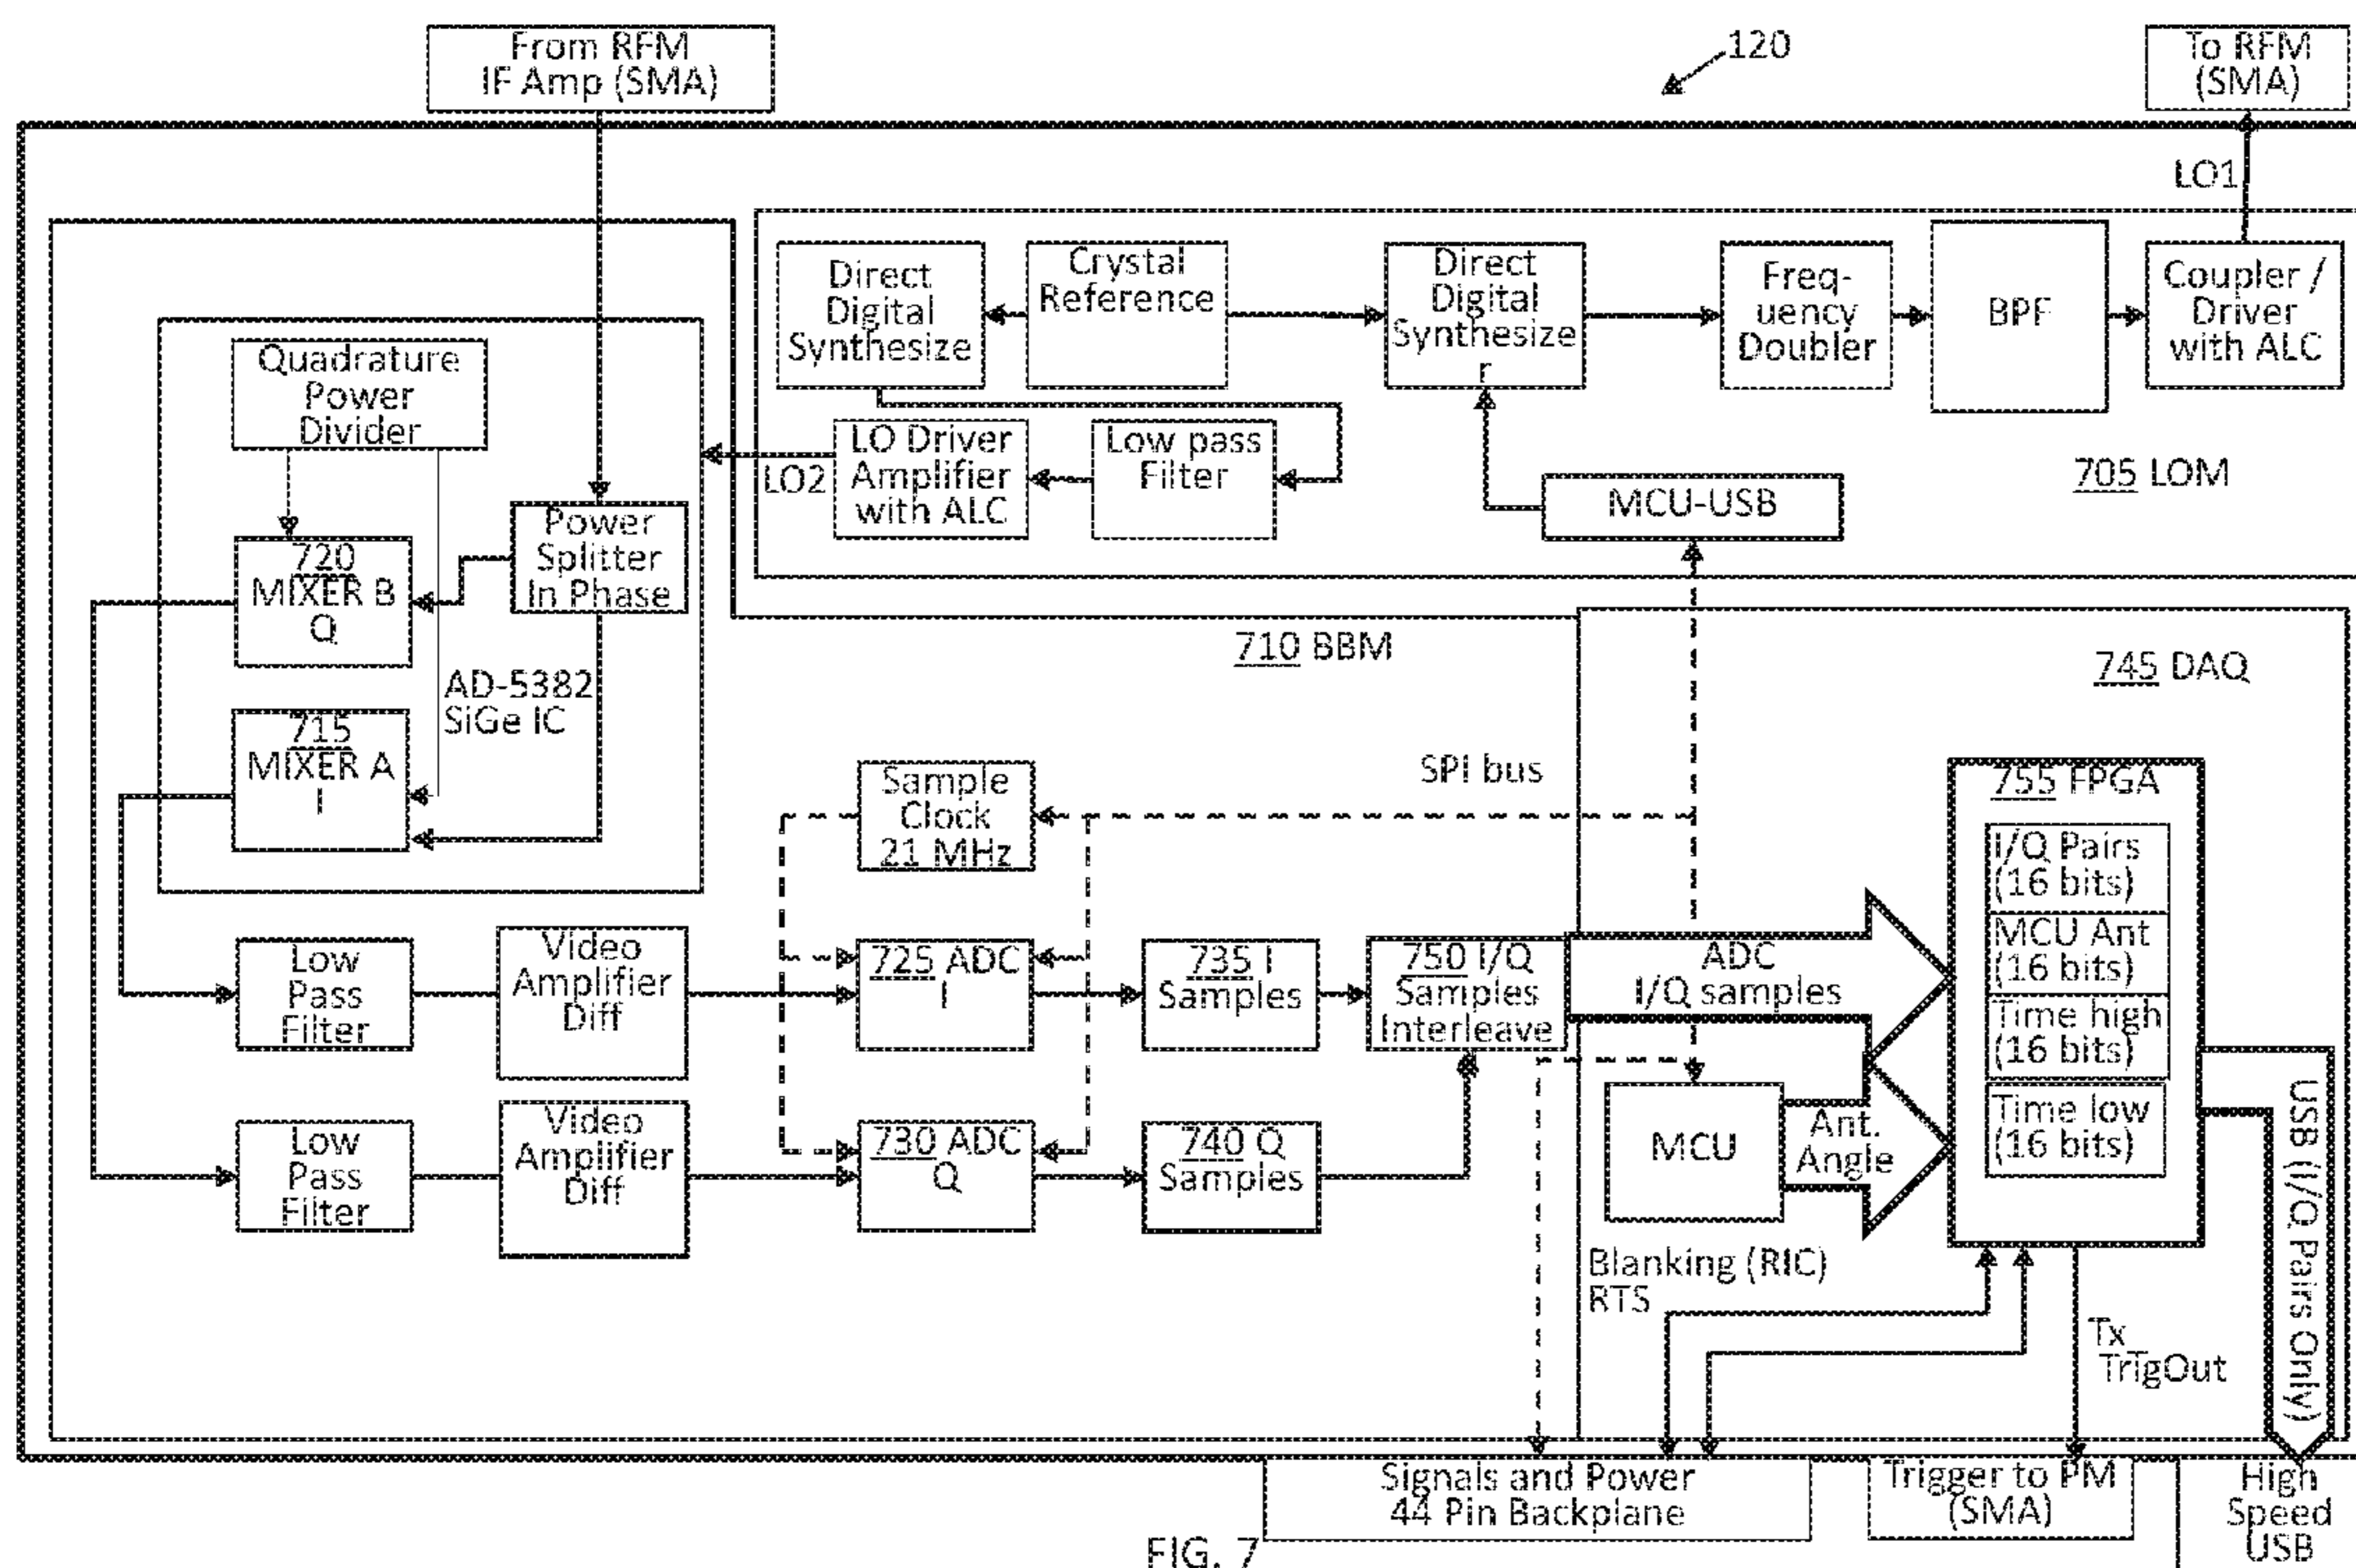 From RFM
IF Amp (SMA)
120
To RFM
(SMA)
LO1
Direct
Digital
Synthesize
Crystal
Reference
Direct
Digital
Synthesize
r
Freq-
uency
Doubler
BPF
Coupler /
Driver
with ALC
Quadrature
Power
Divider
LO2
LO Driver
Amplifier
with ALC
Low pass
Filter
MCU-USB
705 LOM
Power
Splitter
In Phase
720
MIXER B
Q
710 BBM
745 DAQ
AD-5382
SiGe IC
715
MIXER A
I
Sample
Clock
21 MHz
SPI bus
755 FPGA
I/Q Pairs
(16 bits)
MCU Ant
(16 bits)
Time high
(16 bits)
Time low
(16 bits)
Low
Pass
Filter
Video
Amplifier
Diff
725 ADC
I
735 I
Samples
750 I/Q
Samples
Interleave
ADC
I/Q samples
Low
Pass
Filter
Video
Amplifier
Diff
730 ADC
Q
740 Q
Samples
MCU
Ant.
Angle
USB (I/Q Pairs Only)
Blanking (RIC)
RTS
Tx
TrigOut
Signals and Power
44 Pin Backplane
Trigger to PM
(SMA)
High
Speed
USB
FIG. 7